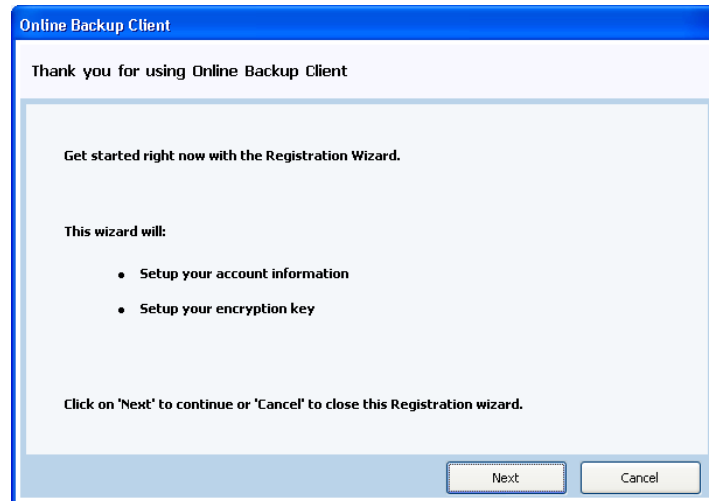 Online Backup Client
Thank you for using Online Backup Client
Get started right now with the Registration Wizard.
This wizard will:
• Setup your account information
• Setup your encryption key
Click on 'Next' to continue or 'Cancel' to close this Registration wizard.
Next Cancel